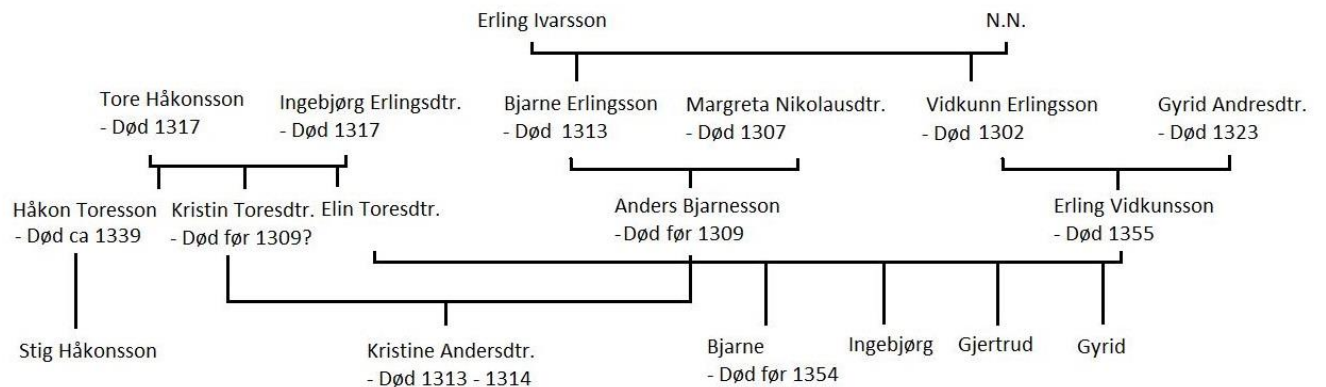 Erling Ivarsson N.N.
Tore Håkonsson Ingebjørg Erlingsdtr. Bjarne Erlingsson Margreta Nikolausdtr. Vidkunn Erlingsson Gyrid Andresdtr.
- Død 1317 - Død 1317 - Død 1313 - Død 1307 - Død 1302 - Død 1323
Håkon Toresson Kristin Toresdtr. Elin Toresdtr. Anders Bjarnesson Erling Vidkunsson
- Død ca 1339 - Død før 1309? -Død før 1309 - Død 1355
Stig Håkonsson Kristine Andersdtr. Bjarne Ingebjørg Gjertrud Gyrid
- Død 1313 - 1314 - Død før 1354